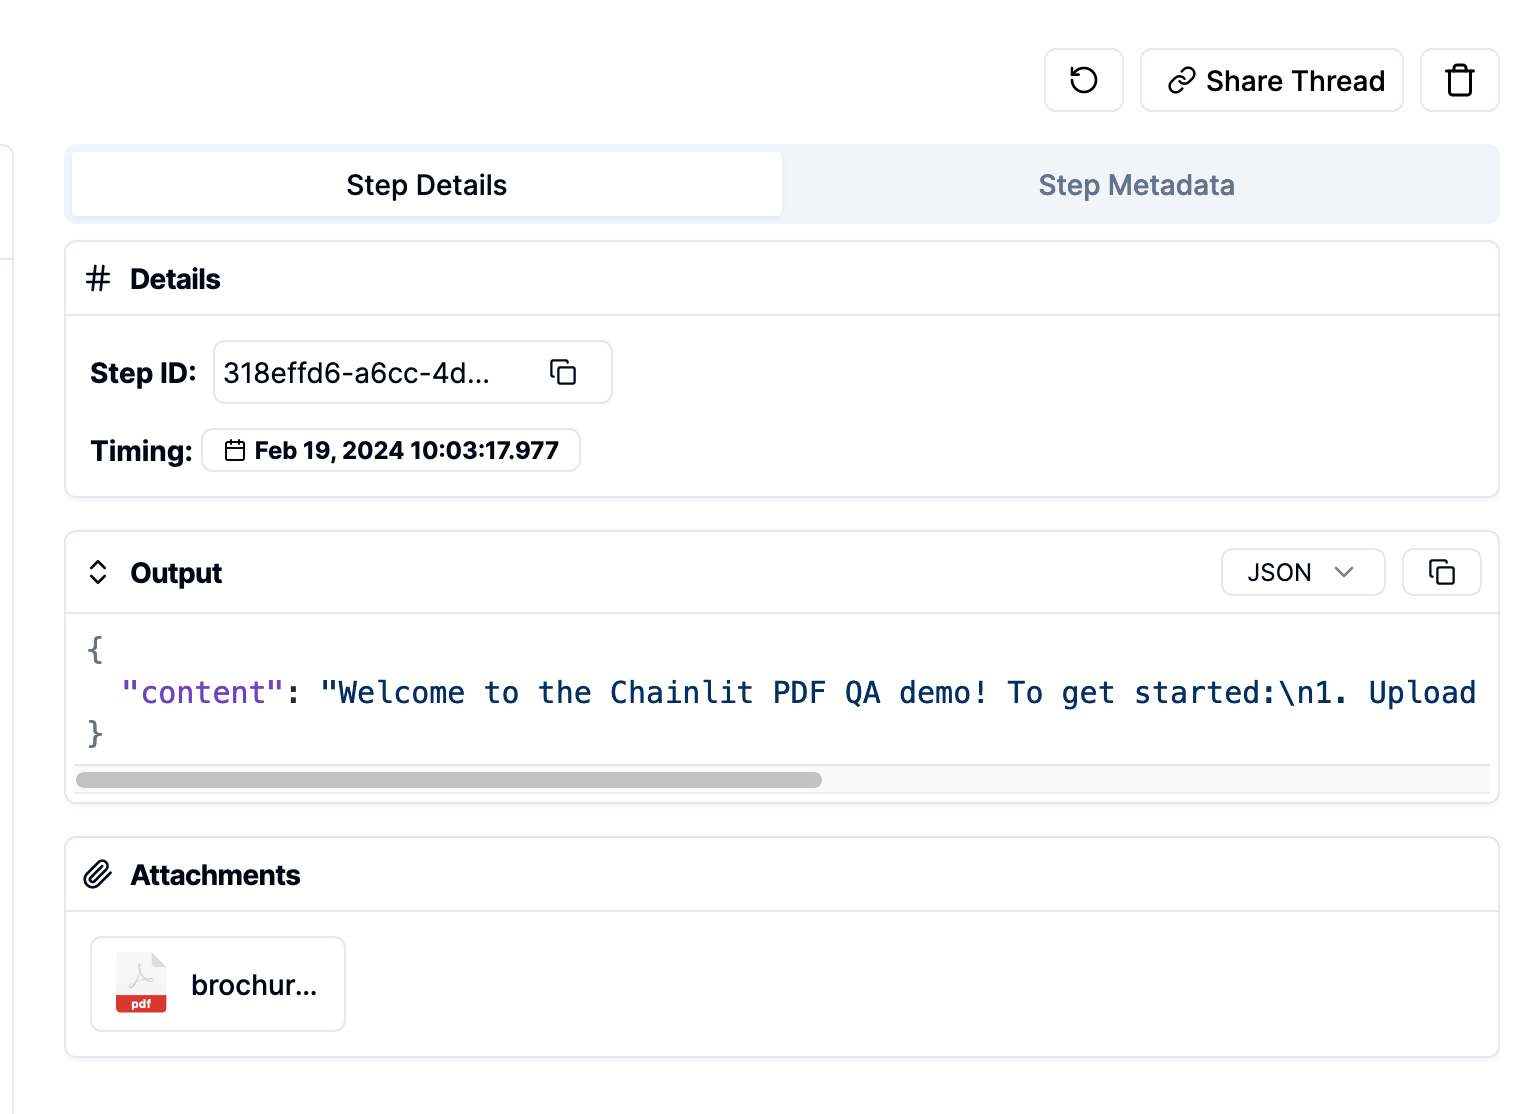 Share Thread
Step Details
Step Metadata
Details
Step ID: 318effd6-a6cc-4d...
Timing: Feb 19, 2024 10:03:17.977
Output
JSON
{
"content": "Welcome to the Chainlit PDF QA demo! To get started:\n1. Upload
}
Attachments
pdf
brochur...